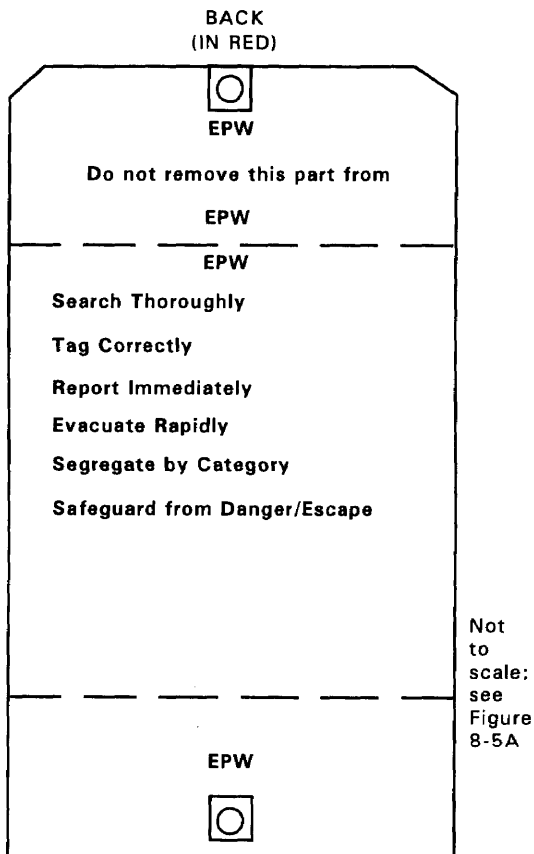 BACK
(IN RED)
EPW
Do not remove this part from
EPW
EPW
Search Thoroughly
Tag Correctly
Report Immediately
Evacuate Rapidly
Segregate by Category
Safeguard from Danger/Escape
Not
to
scale;
see
Figure
8-5A
EPW